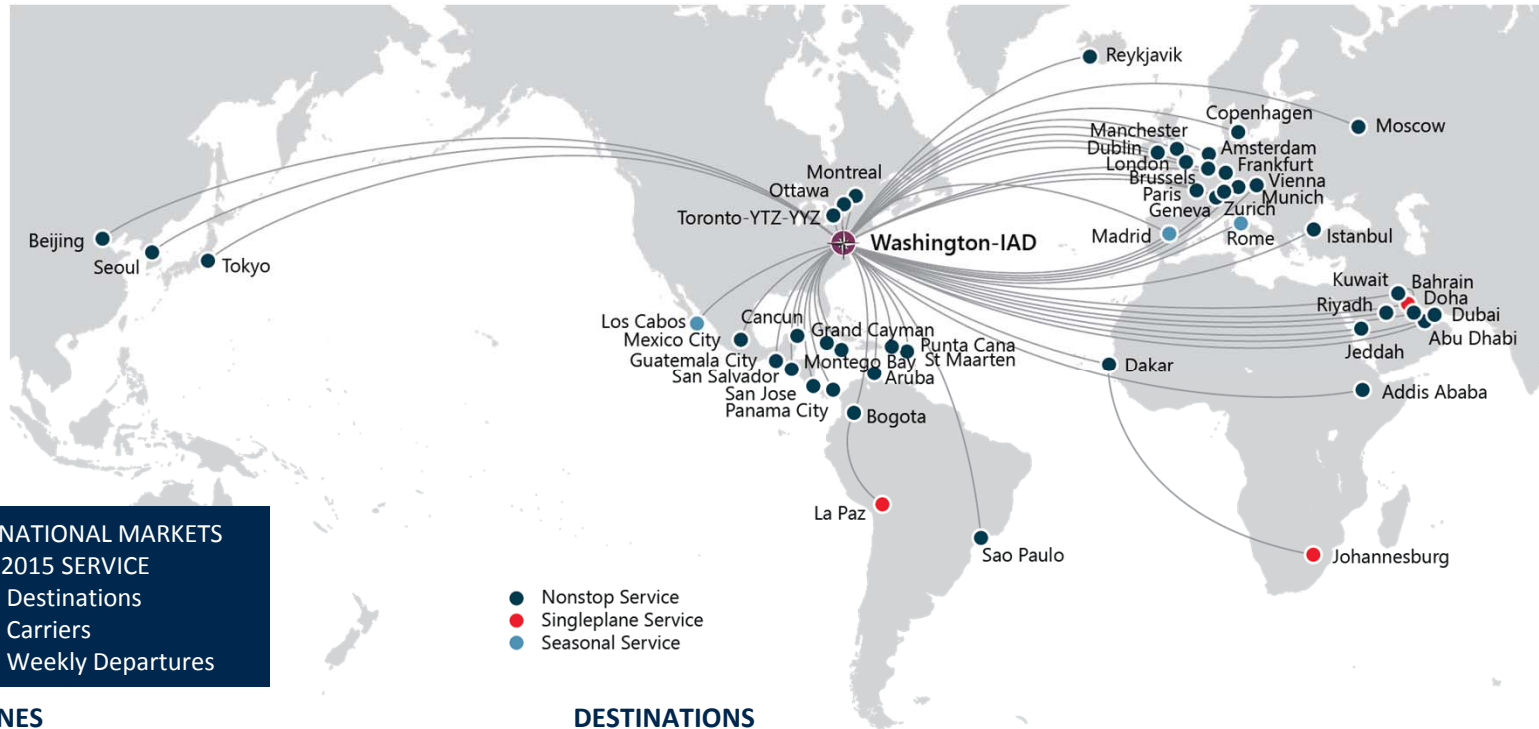 Reykjavik
Copenhagen
Moscow
Manchester
Dublin
Amsterdam
London
Frankfurt
Brussels
Vienna
Paris
Munich
Geneva
Zurich
Montreal
Ottawa
Toronto-YTZ-YYZ
Washington-IAD
Madrid
Rome
Istanbul
Beijing
Seoul
Tokyo
Kuwait
Bahrain
Riyadh
Doha
Dubai
Abu Dhabi
Jeddah
Los Cabos
Mexico City
Cancun
Grand Cayman
Punta Cana
Guatemala City
Montego Bay
St Maarten
San Salvador
Aruba
San Jose
Panama City
Bogota
Dakar
Addis Ababa
La Paz
Sao Paulo
Johannesburg
NATIONAL MARKETS
2015 SERVICE
Destinations
Carriers
Weekly Departures
Nonstop Service
Singleplane Service
Seasonal Service
NES
DESTINATIONS